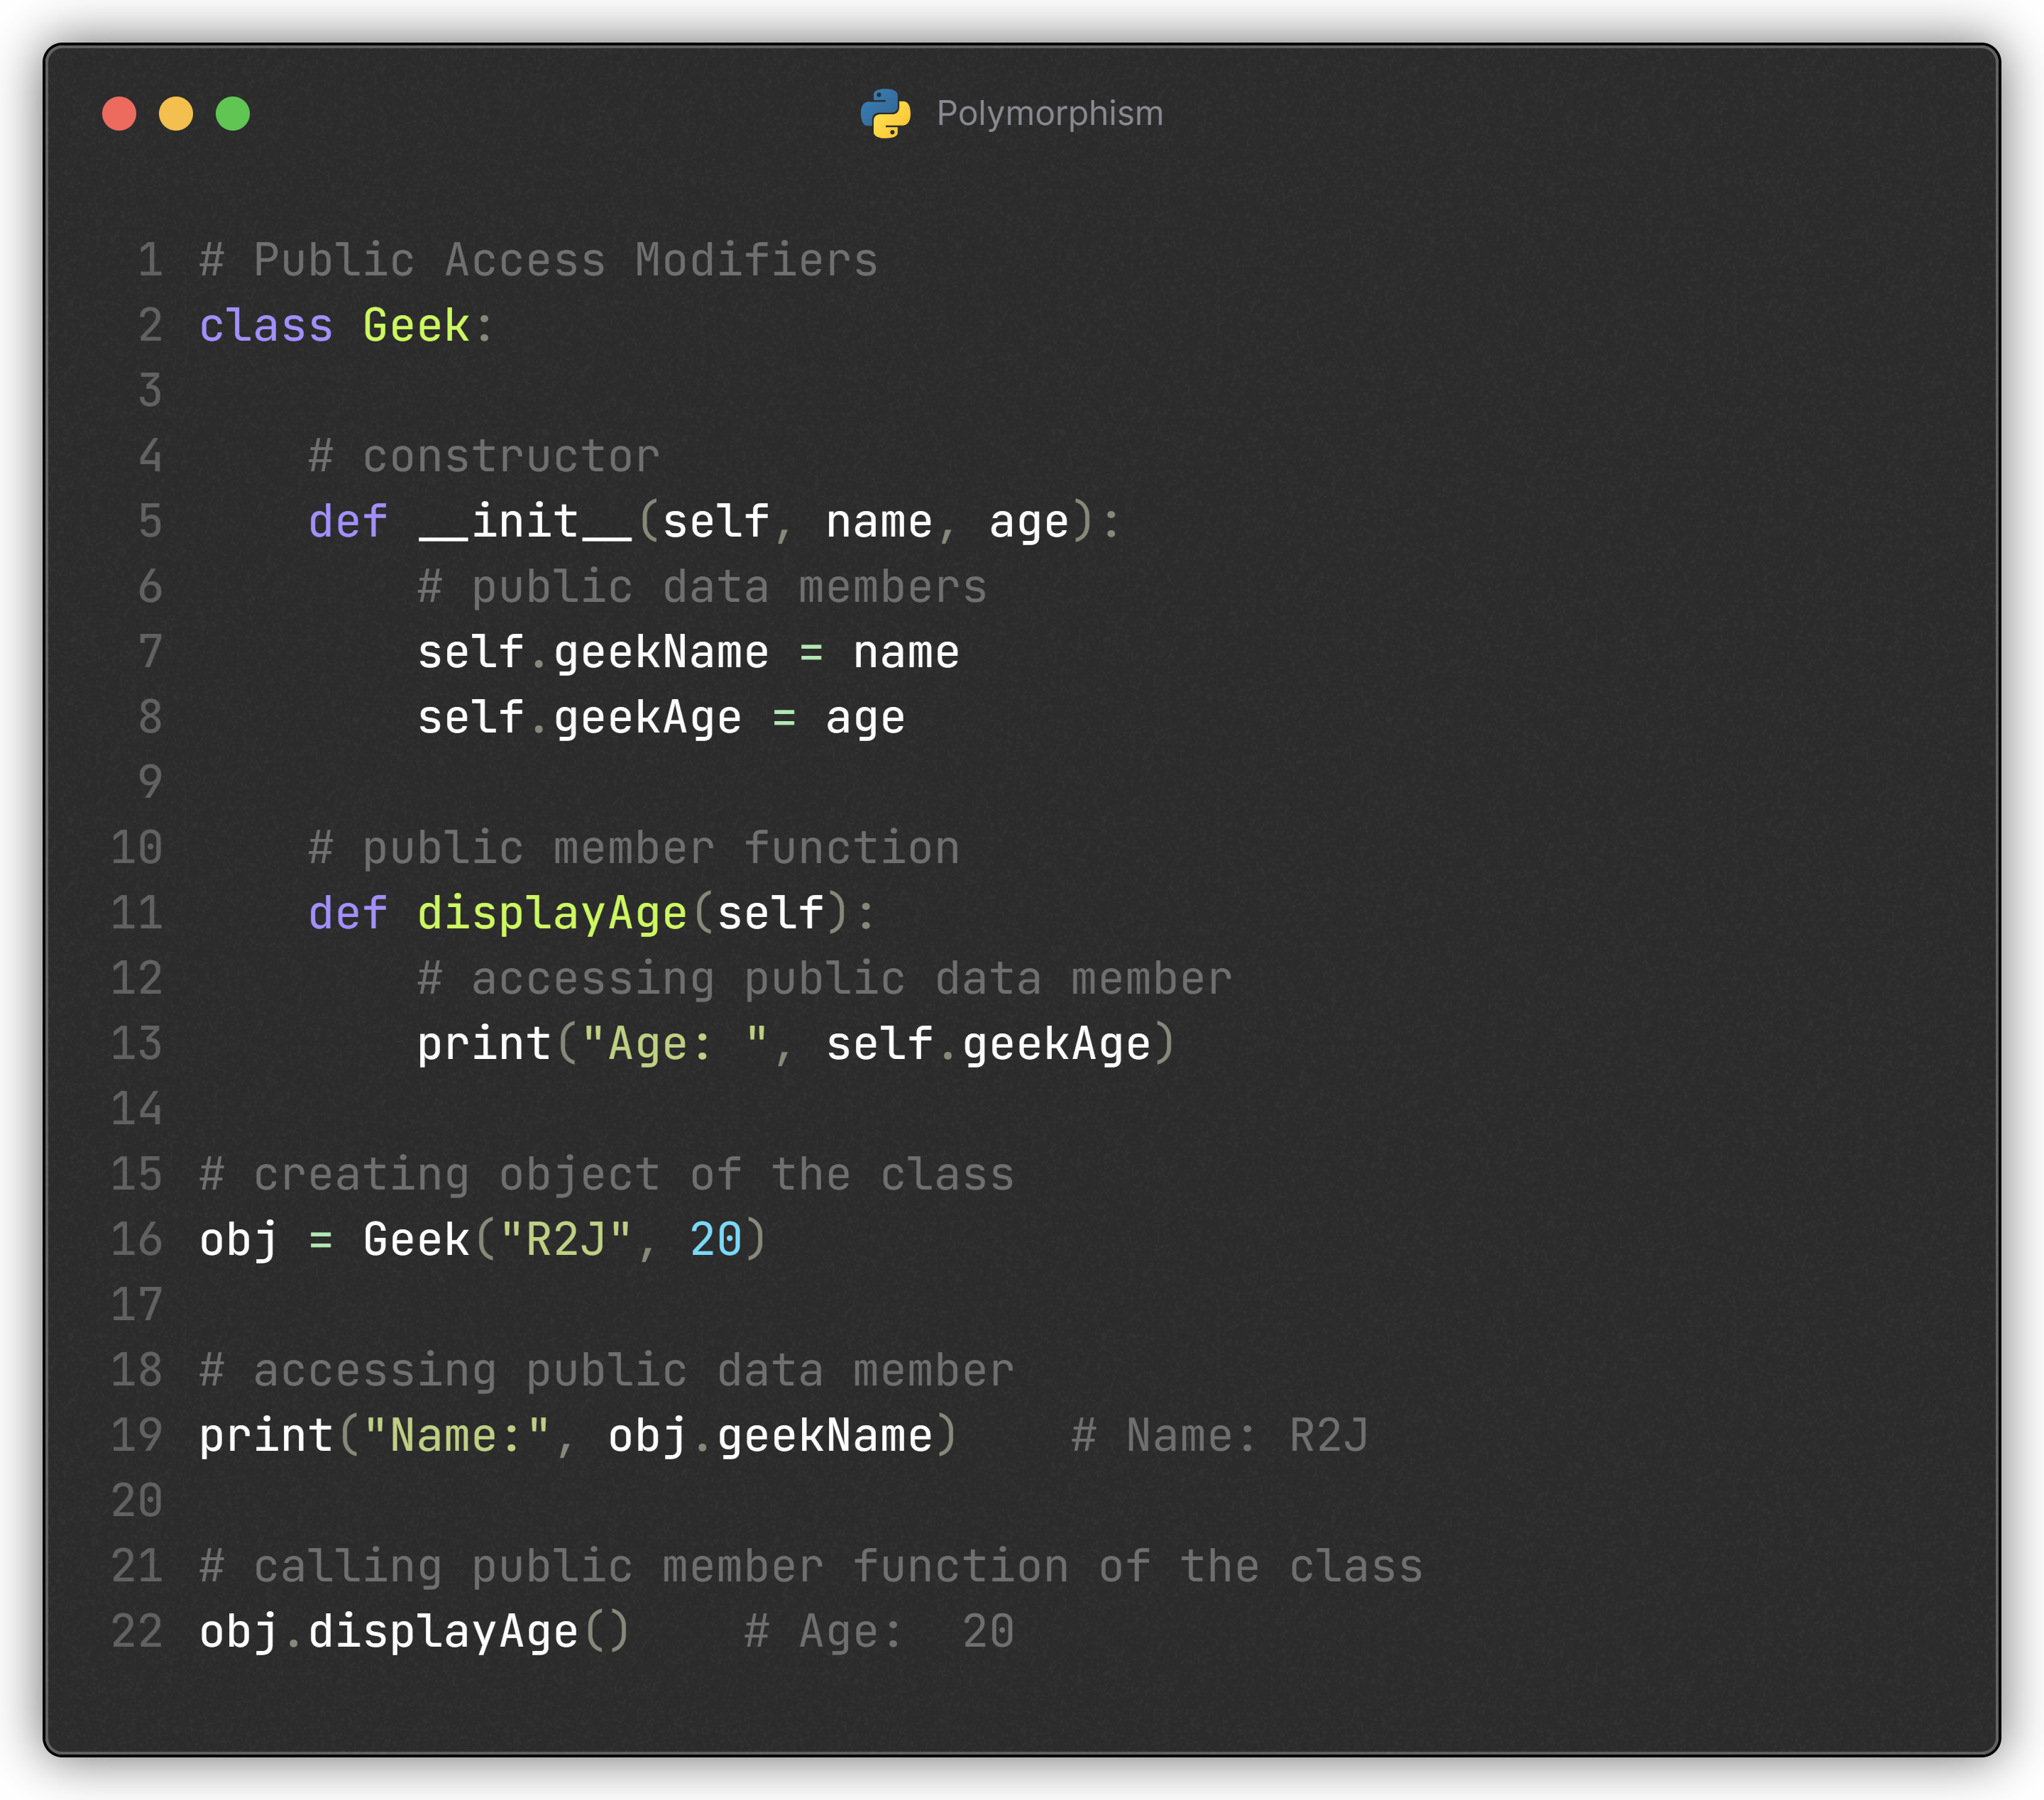 Polymorphism
1 # Public Access Modifiers
2 class Geek:
3
4     # constructor
5     def __init__(self, name, age):
6         # public data members
7         self.geekName = name
8         self.geekAge = age
9
10     # public member function
11     def displayAge(self):
12         # accessing public data member
13         print("Age: ", self.geekAge)
14
15 # creating object of the class
16 obj = Geek("R2J", 20)
17
18 # accessing public data member
19 print("Name:", obj.geekName)    # Name: R2J
20
21 # calling public member function of the class
22 obj.displayAge()    # Age:  20